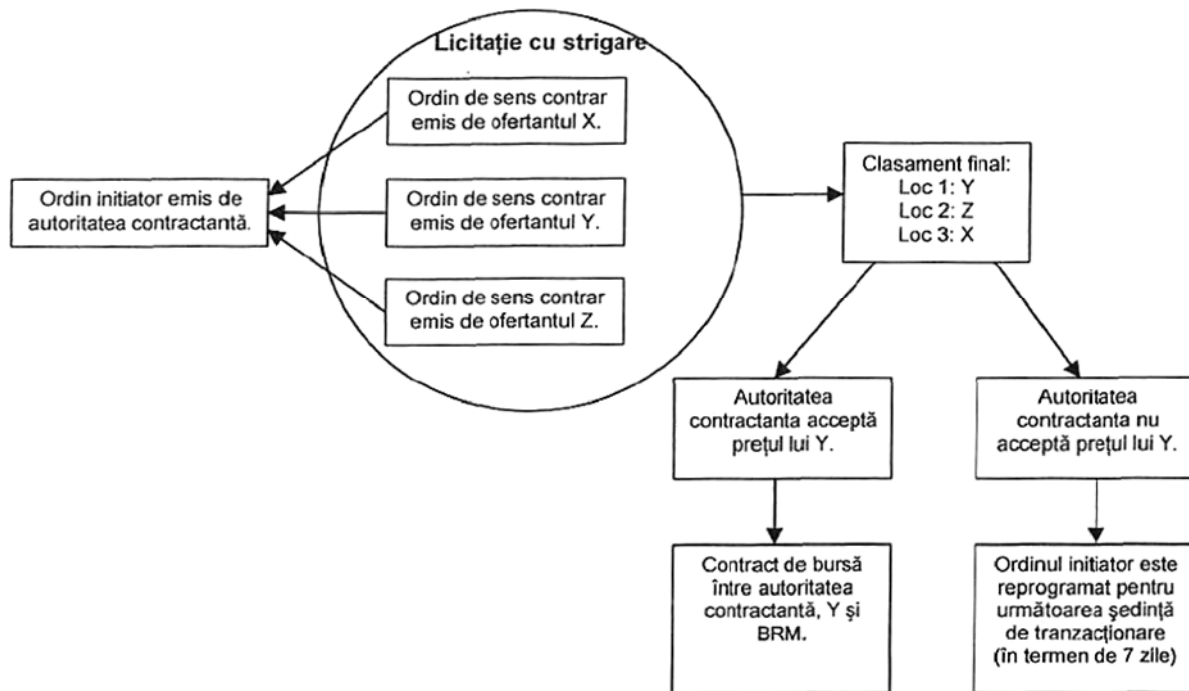 Licitație cu strigare
Ordin de sens contrar
emis de ofertantul X.
Ordin initiator emis de
autoritatea contractantă.
Ordin de sens contrar
emis de ofertantul Y.
Ordin de sens contrar
emis de ofertantul Z.
Clasament final:
Loc 1: Y
Loc 2: Z
Loc 3: X
Autoritatea
contractanta acceptă
prețul lui Y.
Autoritatea
contractanta nu
acceptă prețul lui Y.
Contract de bursă
între autoritatea
contractantă, Y și
BRM.
Ordinul initiator este
reprogramat pentru
următoarea ședință
de tranzacționare
(în termen de 7 zile)